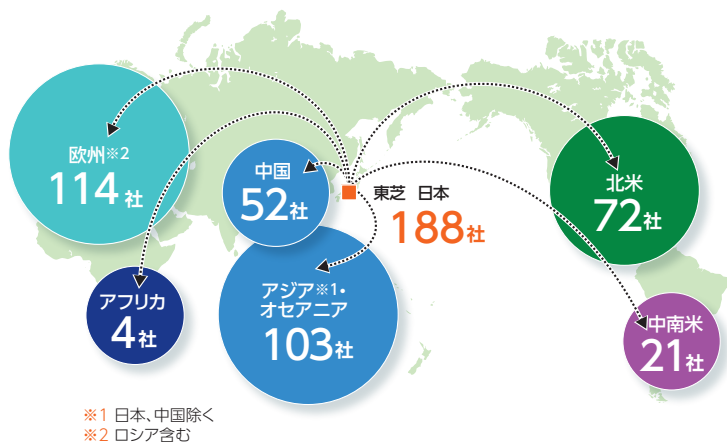 欧州※2
114社
中国
52社
東芝 日本
188社
北米
72社
アフリカ
4社
アジア※1・
オセアニア
103社
中南米
21社
※1 日本、中国除く
※2 ロシア含む